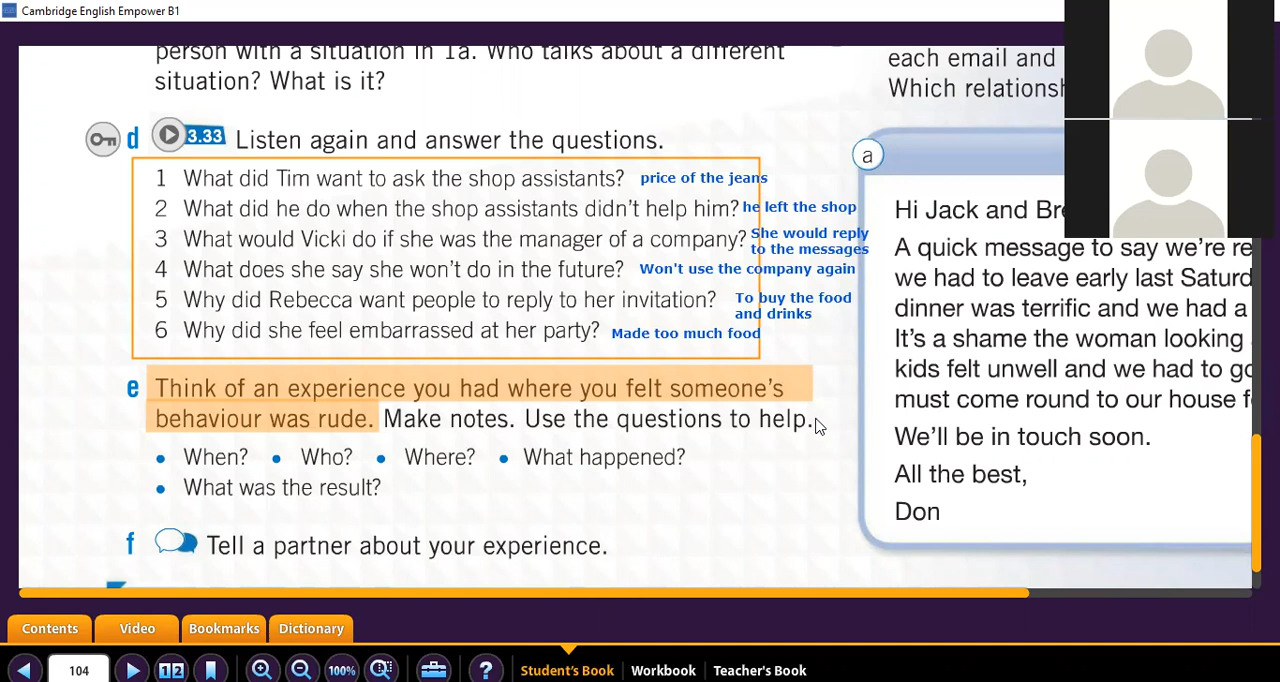 Cambridge English Empower B1
person with a situation in 1a. Who talks about a different
situation? What is it?
d 3.33 Listen again and answer the questions.
1 What did Tim want to ask the shop assistants? price of the jeans
2 What did he do when the shop assistants didn't help him? he left the shop
3 What would Vicki do if she was the manager of a company? She would reply
to the messages
4 What does she say she won't do in the future? Won't use the company again
5 Why did Rebecca want people to reply to her invitation? To buy the food
and drinks
6 Why did she feel embarrassed at her party? Made too much food
e Think of an experience you had where you felt someone's
behaviour was rude. Make notes. Use the questions to help.
• When? • Who? • Where? • What happened?
• What was the result?
f Tell a partner about your experience.
each email and
Which
a
Hi Jack and
A quick message to say we're
we had to leave early last
dinner was terrific and we had a
It's a shame the woman looking
kids felt unwell and we had to
must come round to our house
We'll be in touch soon.
All the best,
Don
Contents Video Bookmarks Dictionary
104 12 100% ? Student's Book Workbook Teacher's Book